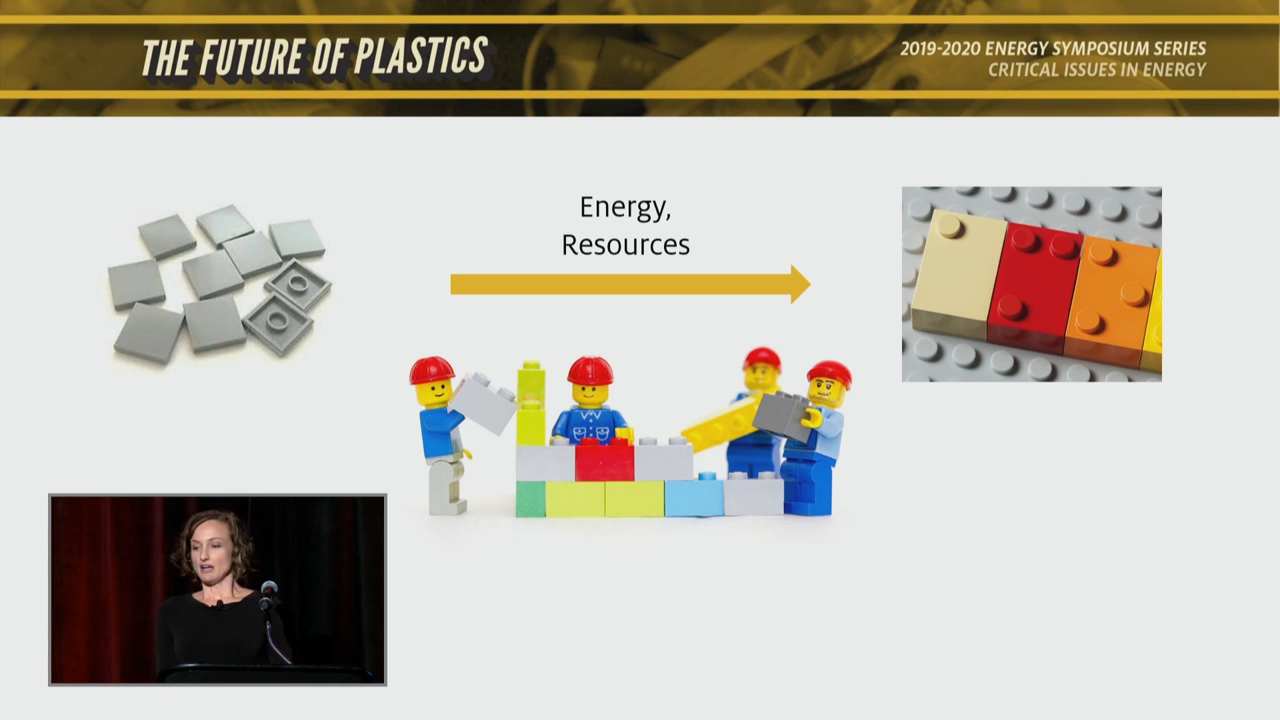 THE FUTURE OF PLASTICS
2019-2020 ENERGY SYMPOSIUM SERIES
CRITICAL ISSUES IN ENERGY
Energy,
Resources